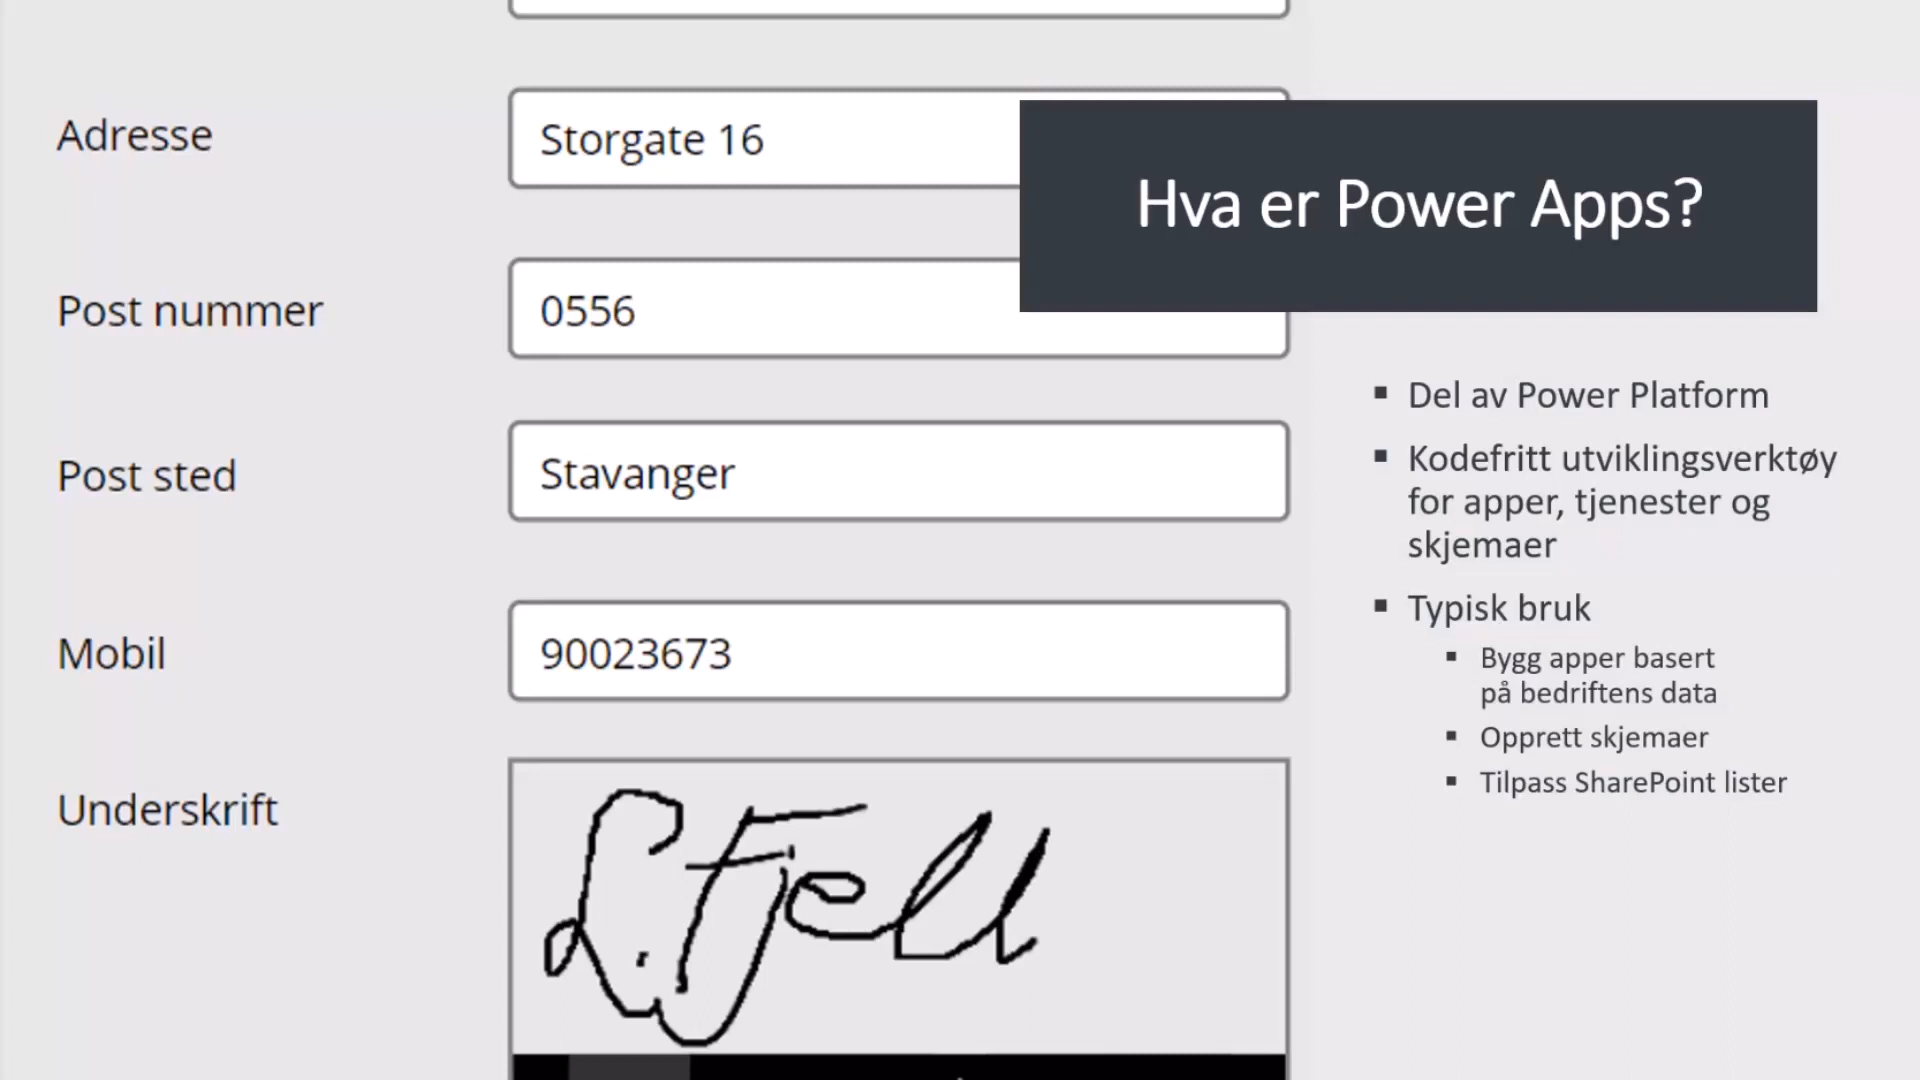 Adresse
Storgate 16
Post nummer
0556
Post sted
Stavanger
Mobil
90023673
Underskrift
L. Fjell
Hva er Power Apps?
Del av Power Platform
Kodefritt utviklingsverktøy
for apper, tjenester og
skjemaer
Typisk bruk
Bygg apper basert
på bedriftens data
Opprett skjemaer
Tilpass SharePoint lister